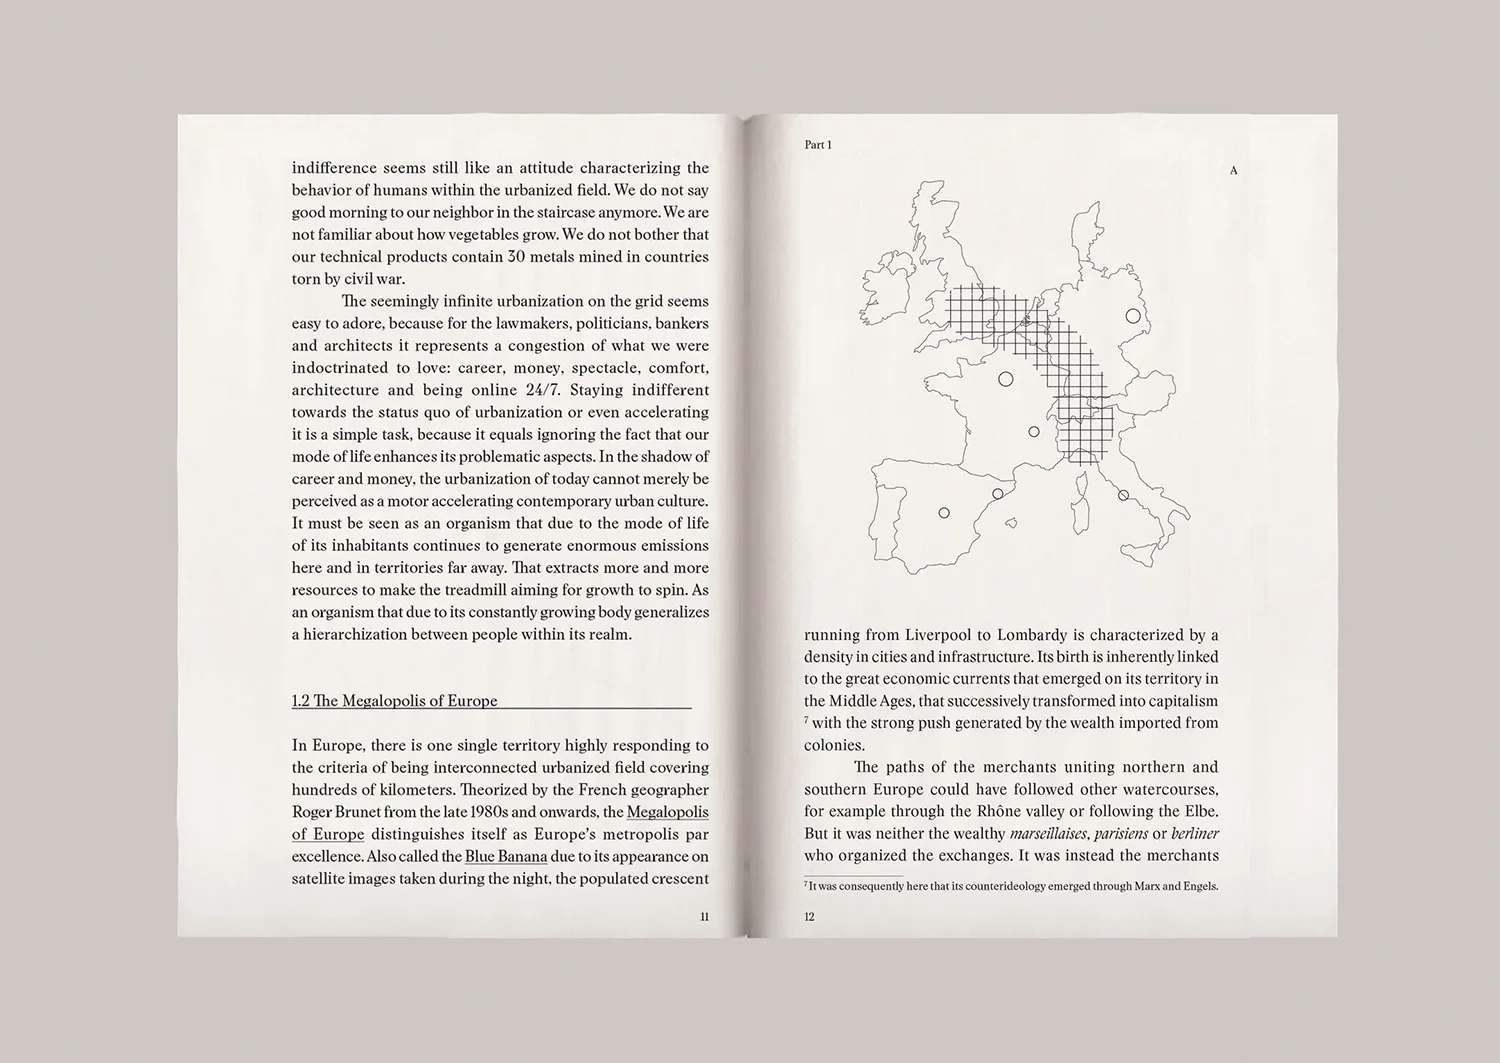 indifference seems still like an attitude characterizing the
behavior of humans within the urbanized field. We do not say
good morning to our neighbor in the staircase anymore. We are
not familiar about how vegetables grow. We do not bother that
our technical products contain 30 metals mined in countries
torn by civil war.
The seemingly infinite urbanization on the grid seems
easy to adore, because for the lawmakers, politicians, bankers
and architects it represents a congestion of what we were
indoctrinated to love: career, money, spectacle, comfort,
architecture and being online 24/7. Staying indifferent
towards the status quo of urbanization or even accelerating
it is a simple task, because it equals ignoring the fact that our
mode of life enhances its problematic aspects. In the shadow of
career and money, the urbanization of today cannot merely be
perceived as a motor accelerating contemporary urban culture.
It must be seen as an organism that due to the mode of life
of its inhabitants continues to generate enormous emissions
here and in territories far away. That extracts more and more
resources to make the treadmill aiming for growth to spin. As
an organism that due to its constantly growing body generalizes
a hierarchization between people within its realm.
1.2 The Megalopolis of Europe
In Europe, there is one single territory highly responding to
the criteria of being interconnected urbanized field covering
hundreds of kilometers. Theorized by the French geographer
Roger Brunet from the late 1980s and onwards, the Megalopolis
of Europe distinguishes itself as Europe's metropolis par
excellence. Also called the Blue Banana due to its appearance on
satellite images taken during the night, the populated crescent
11
Part 1
A
running from Liverpool to Lombardy is characterized by a
density in cities and infrastructure. Its birth is inherently linked
to the great economic currents that emerged on its territory in
the Middle Ages, that successively transformed into capitalism
7 with the strong push generated by the wealth imported from
colonies.
The paths of the merchants uniting northern and
southern Europe could have followed other watercourses,
for example through the Rhône valley or following the Elbe.
But it was neither the wealthy marseillaises, parisiens or berliner
who organized the exchanges. It was instead the merchants
7 It was consequently here that its counterideology emerged through Marx and Engels.
12